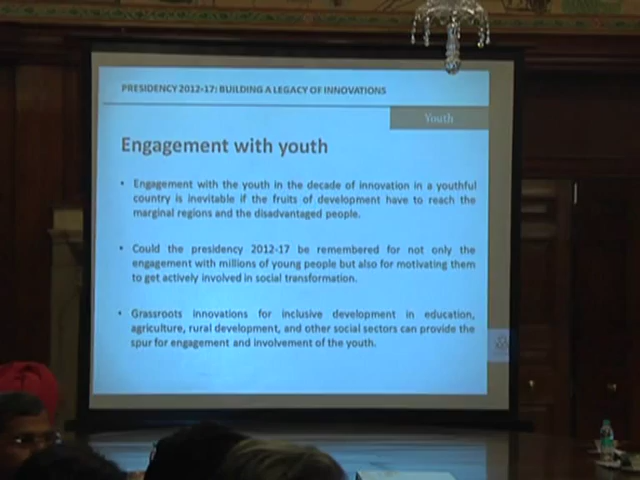 PRESIDENCY 2012-17: BUILDING A LEGACY OF INNOVATIONS
Youth
Engagement with youth
• Engagement with the youth in the decade of innovation in a youthful
country is inevitable if the fruits of development have to reach the
marginal regions and the disadvantaged people.
• Could the presidency 2012-17 be remembered for not only the
engagement with millions of young people but also for motivating them
to get actively involved in social transformation.
• Grassroots innovations for inclusive development in education,
agriculture, rural development, and other social sectors can provide the
spur for engagement and involvement of the youth.